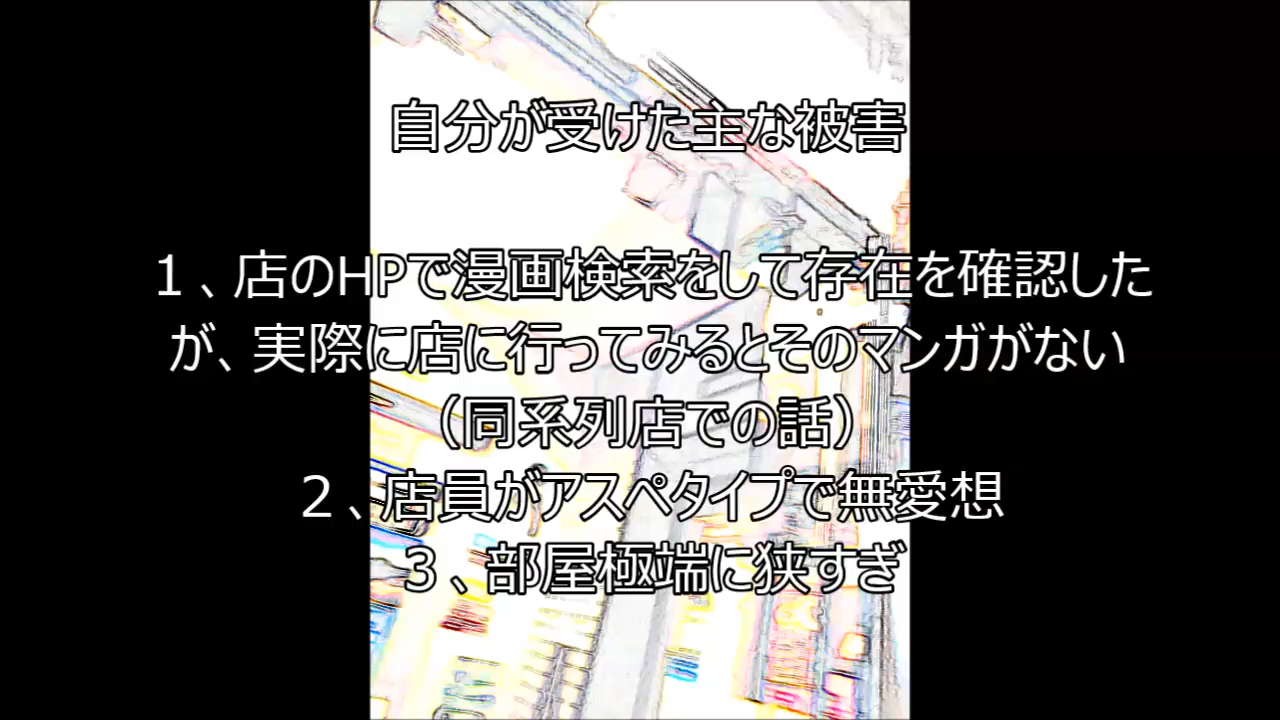 自分が受けた主な被害
１、店のHPで漫画検索をして存在を確認した
が、実際に店に行ってみるとそのマンガがない
（同系列店での話）
２、店員がアスペタイプで無愛想
３、部屋極端に狭すぎ